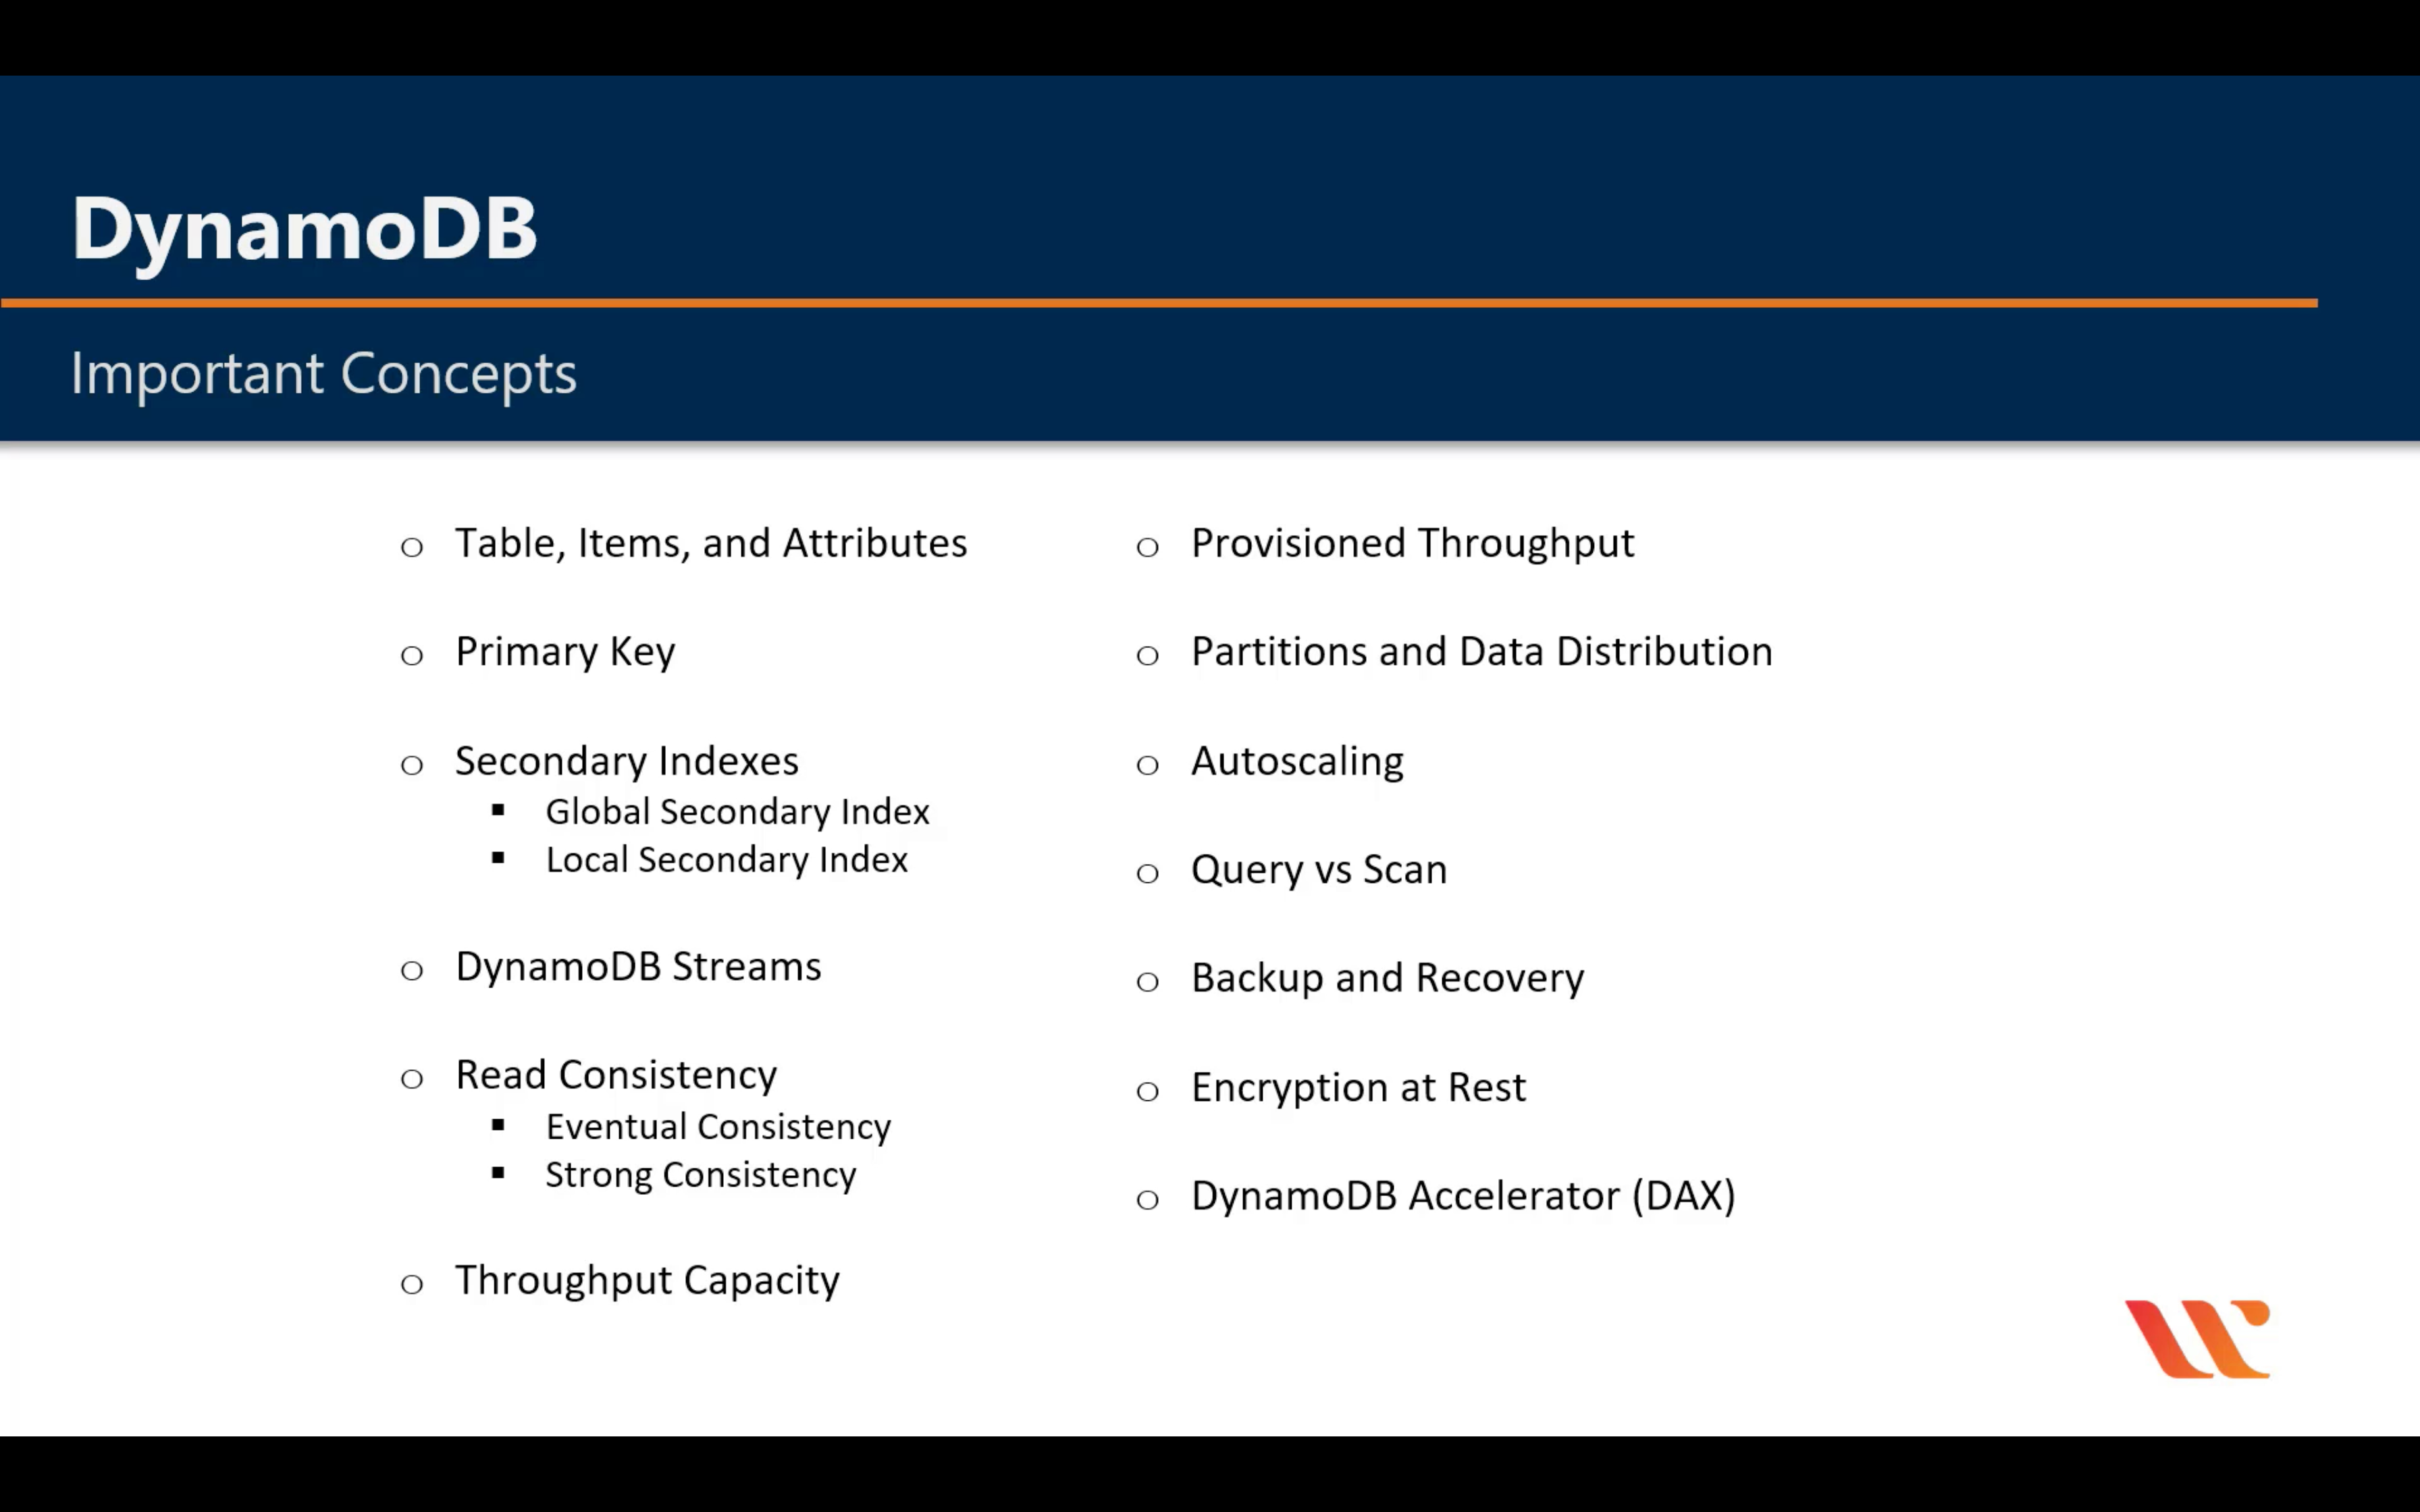 DynamoDB
Important Concepts
Table, Items, and Attributes
Primary Key
Secondary Indexes
Global Secondary Index
Local Secondary Index
DynamoDB Streams
Read Consistency
Eventual Consistency
Strong Consistency
Throughput Capacity
Provisioned Throughput
Partitions and Data Distribution
Autoscaling
Query vs Scan
Backup and Recovery
Encryption at Rest
DynamoDB Accelerator (DAX)